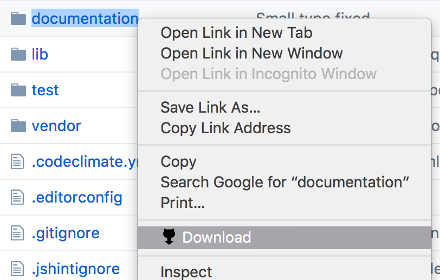 documentation
Small typo fixed
lib
test
vendor
.codeclimate.ym
.editorconfig
.gitignore
.jshintignore
Open Link in New Tab
Open Link in New Window
Open Link in Incognito Window
Save Link As...
Copy Link Address
Copy
Search Google for “documentation”
Print...
Download
Inspect